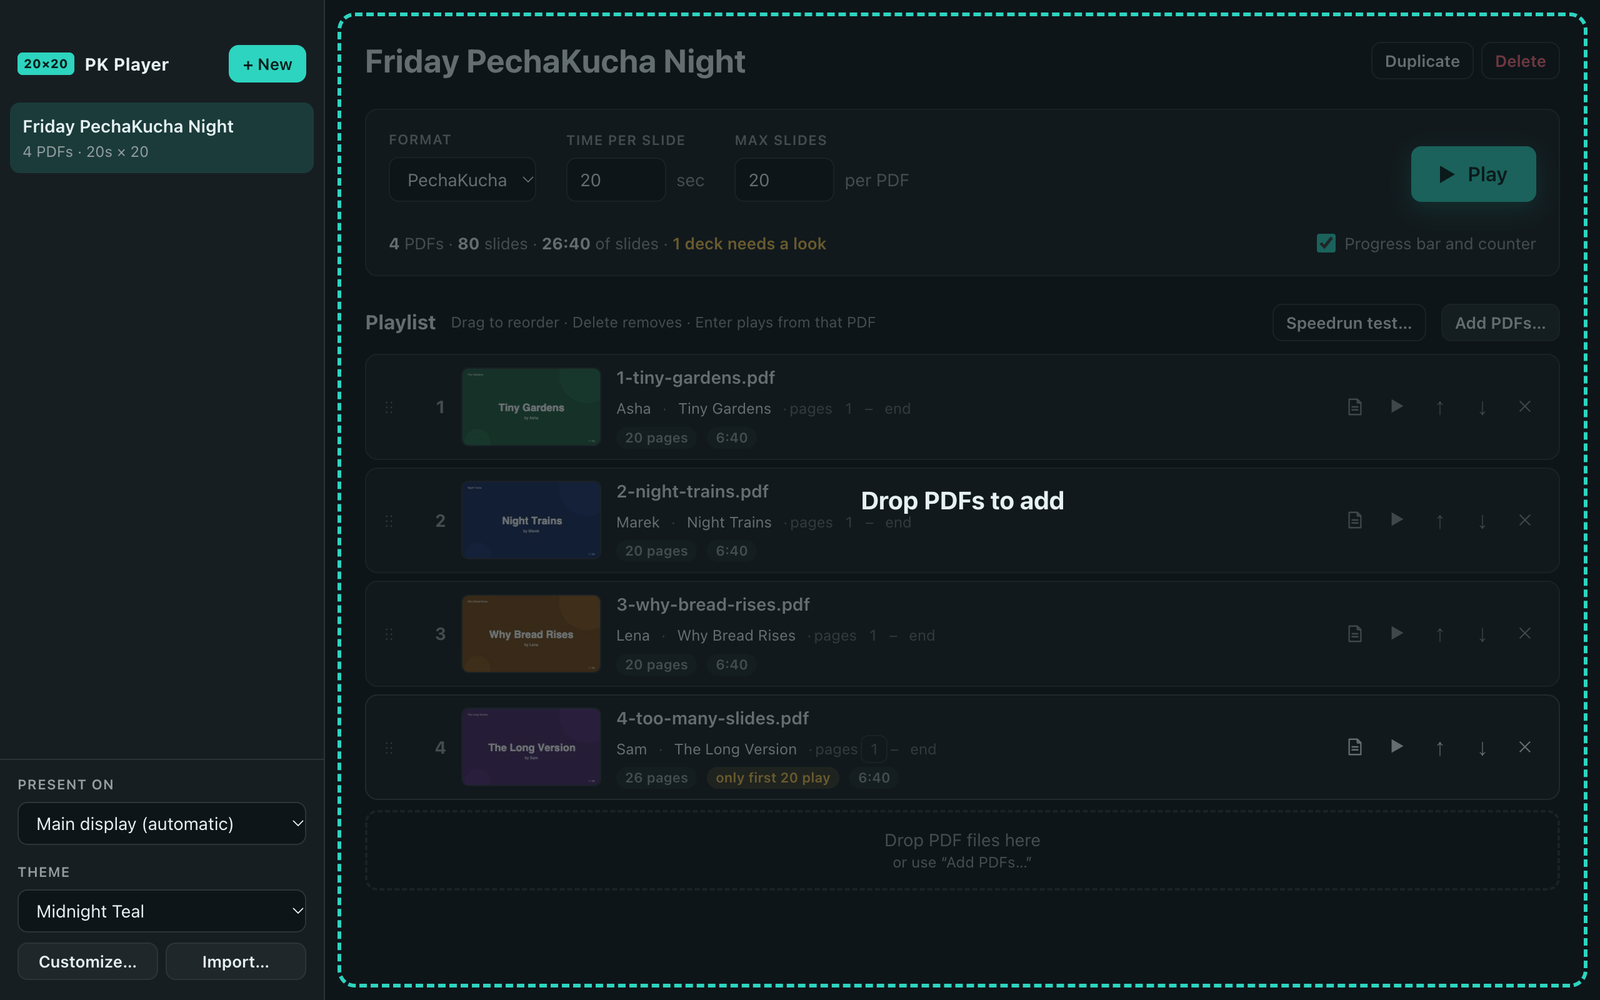 20×20 PK Player + New
Friday PechaKucha Night
4 PDFs · 20s × 20
PRESENT ON
Main display (automatic)
THEME
Midnight Teal
Customize... Import...
Friday PechaKucha Night Duplicate Delete
FORMAT TIME PER SLIDE MAX SLIDES
PechaKucha 20 sec 20 per PDF
▶ Play
4 PDFs · 80 slides · 26:40 of slides · 1 deck needs a look Progress bar and counter
Playlist Drag to reorder · Delete removes · Enter plays from that PDF Speedrun test... Add PDFs...
1-tiny-gardens.pdf
1 Tiny Gardens Asha · Tiny Gardens · pages 1 – end
20 pages 6:40
2-night-trains.pdf
Drop PDFs to add
2 Night Trains Marek · Night Trains · pages 1 – end
20 pages 6:40
3-why-bread-rises.pdf
3 Why Bread Rises Lena · Why Bread Rises · pages 1 – end
20 pages 6:40
4-too-many-slides.pdf
4 The Long Version Sam · The Long Version · pages 1 – end
26 pages only first 20 play 6:40
Drop PDF files here
or use “Add PDFs...”